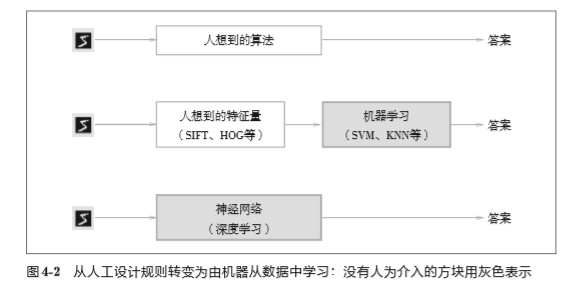 5
人想到的算法
答案
5
人想到的特征量
（SIFT、HOG等）
机器学习
（SVM、KNN等）
答案
5
神经网络
（深度学习）
答案
图4-2 从人工设计规则转变为由机器从数据中学习：没有人为介入的方块用灰色表示